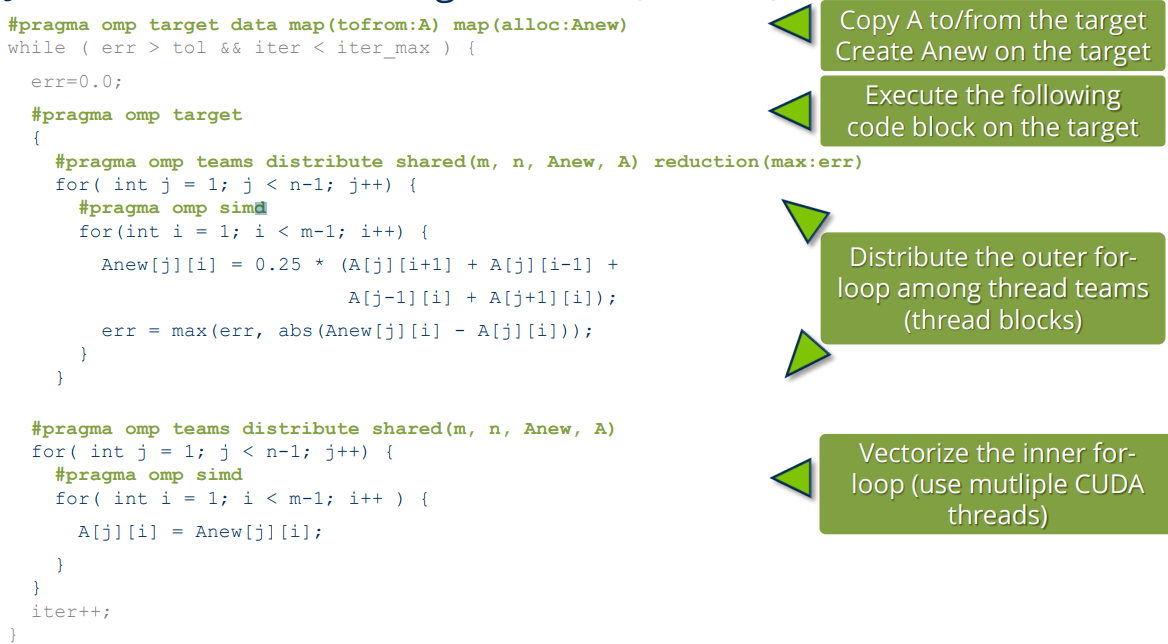 #pragma omp target data map(tofrom:A) map(alloc:Anew)
while ( err > tol && iter < iter_max ) {
err=0.0;
#pragma omp target
{
#pragma omp teams distribute shared(m, n, Anew, A) reduction(max:err)
for( int j = 1; j < n-1; j++) {
#pragma omp simd
for(int i = 1; i < m-1; i++) {
Anew[j][i] = 0.25 * (A[j][i+1] + A[j][i-1] +
A[j-1][i] + A[j+1][i]);
err = max(err, abs(Anew[j][i] - A[j][i]));
}
}
#pragma omp teams distribute shared(m, n, Anew, A)
for( int j = 1; j < n-1; j++) {
#pragma omp simd
for( int i = 1; i < m-1; i++ ) {
A[j][i] = Anew[j][i];
}
}
iter++;
}
Copy A to/from the target
Create Anew on the target
Execute the following
code block on the target
Distribute the outer for-
loop among thread teams
(thread blocks)
Vectorize the inner for-
loop (use mutliple CUDA
threads)